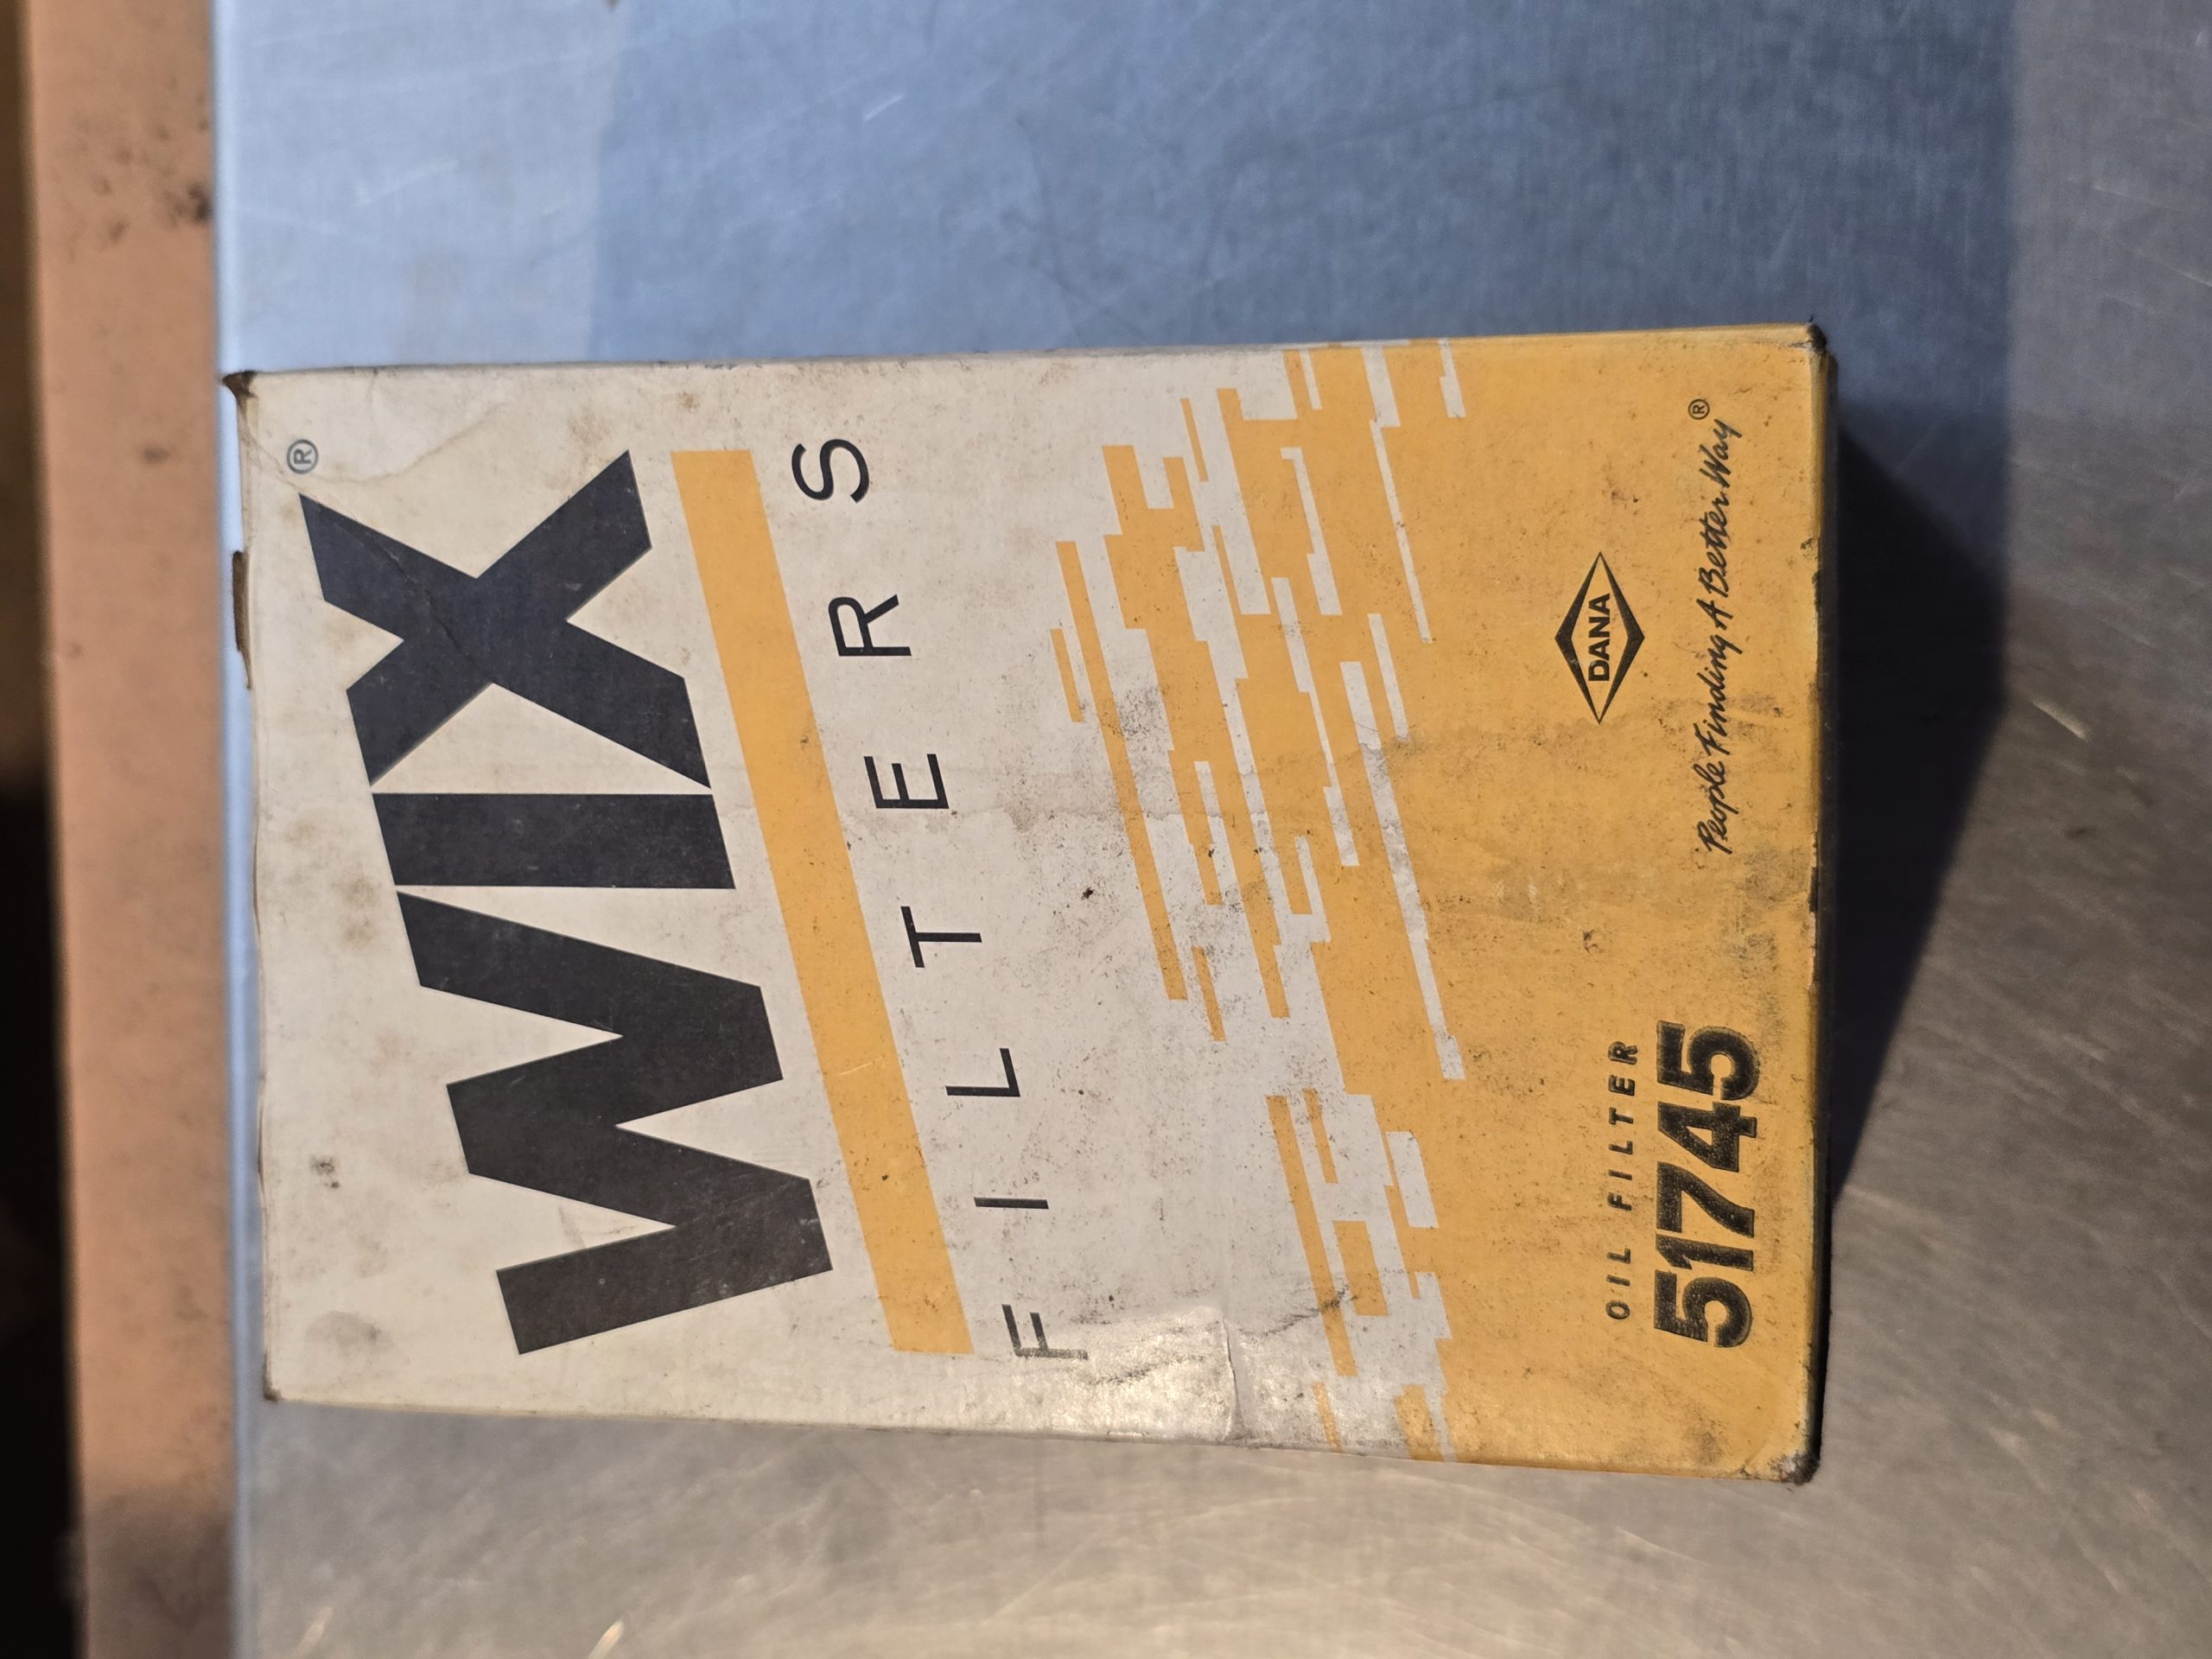 WIX®
FILTERS
DANA
OIL FILTER
51745
People Finding A Better Way®